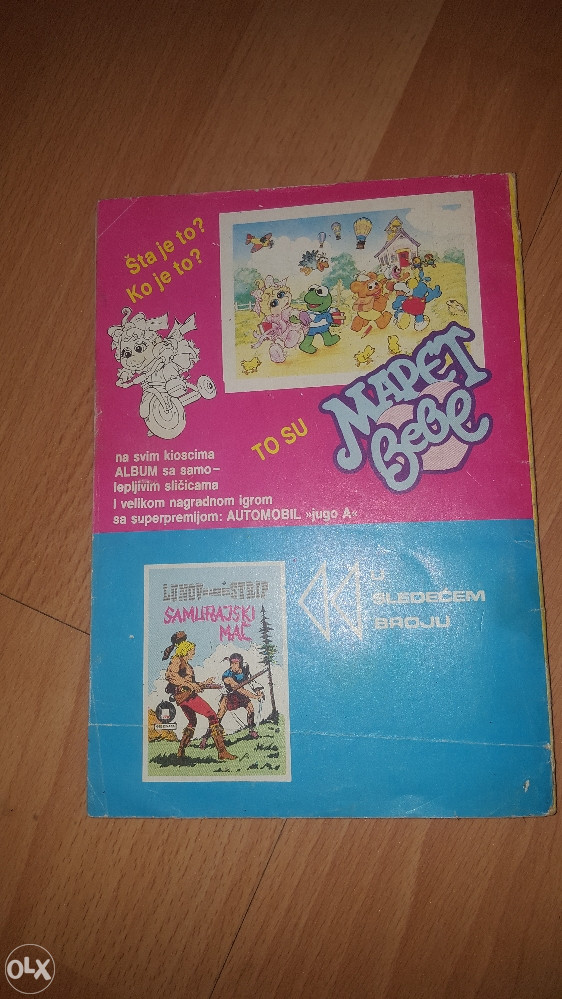 Šta je to?
Ko je to?
TO SU
MAPET
Bebe
na svim kioscima
ALBUM sa samo-
lepljivim sličicama
i velikom nagradnom igrom
sa superpremijom: AUTOMOBIL »jugo A«
U
SLEDEĆEM
BROJU
STRIP
SAMURAJSKI
MAČ
OLX